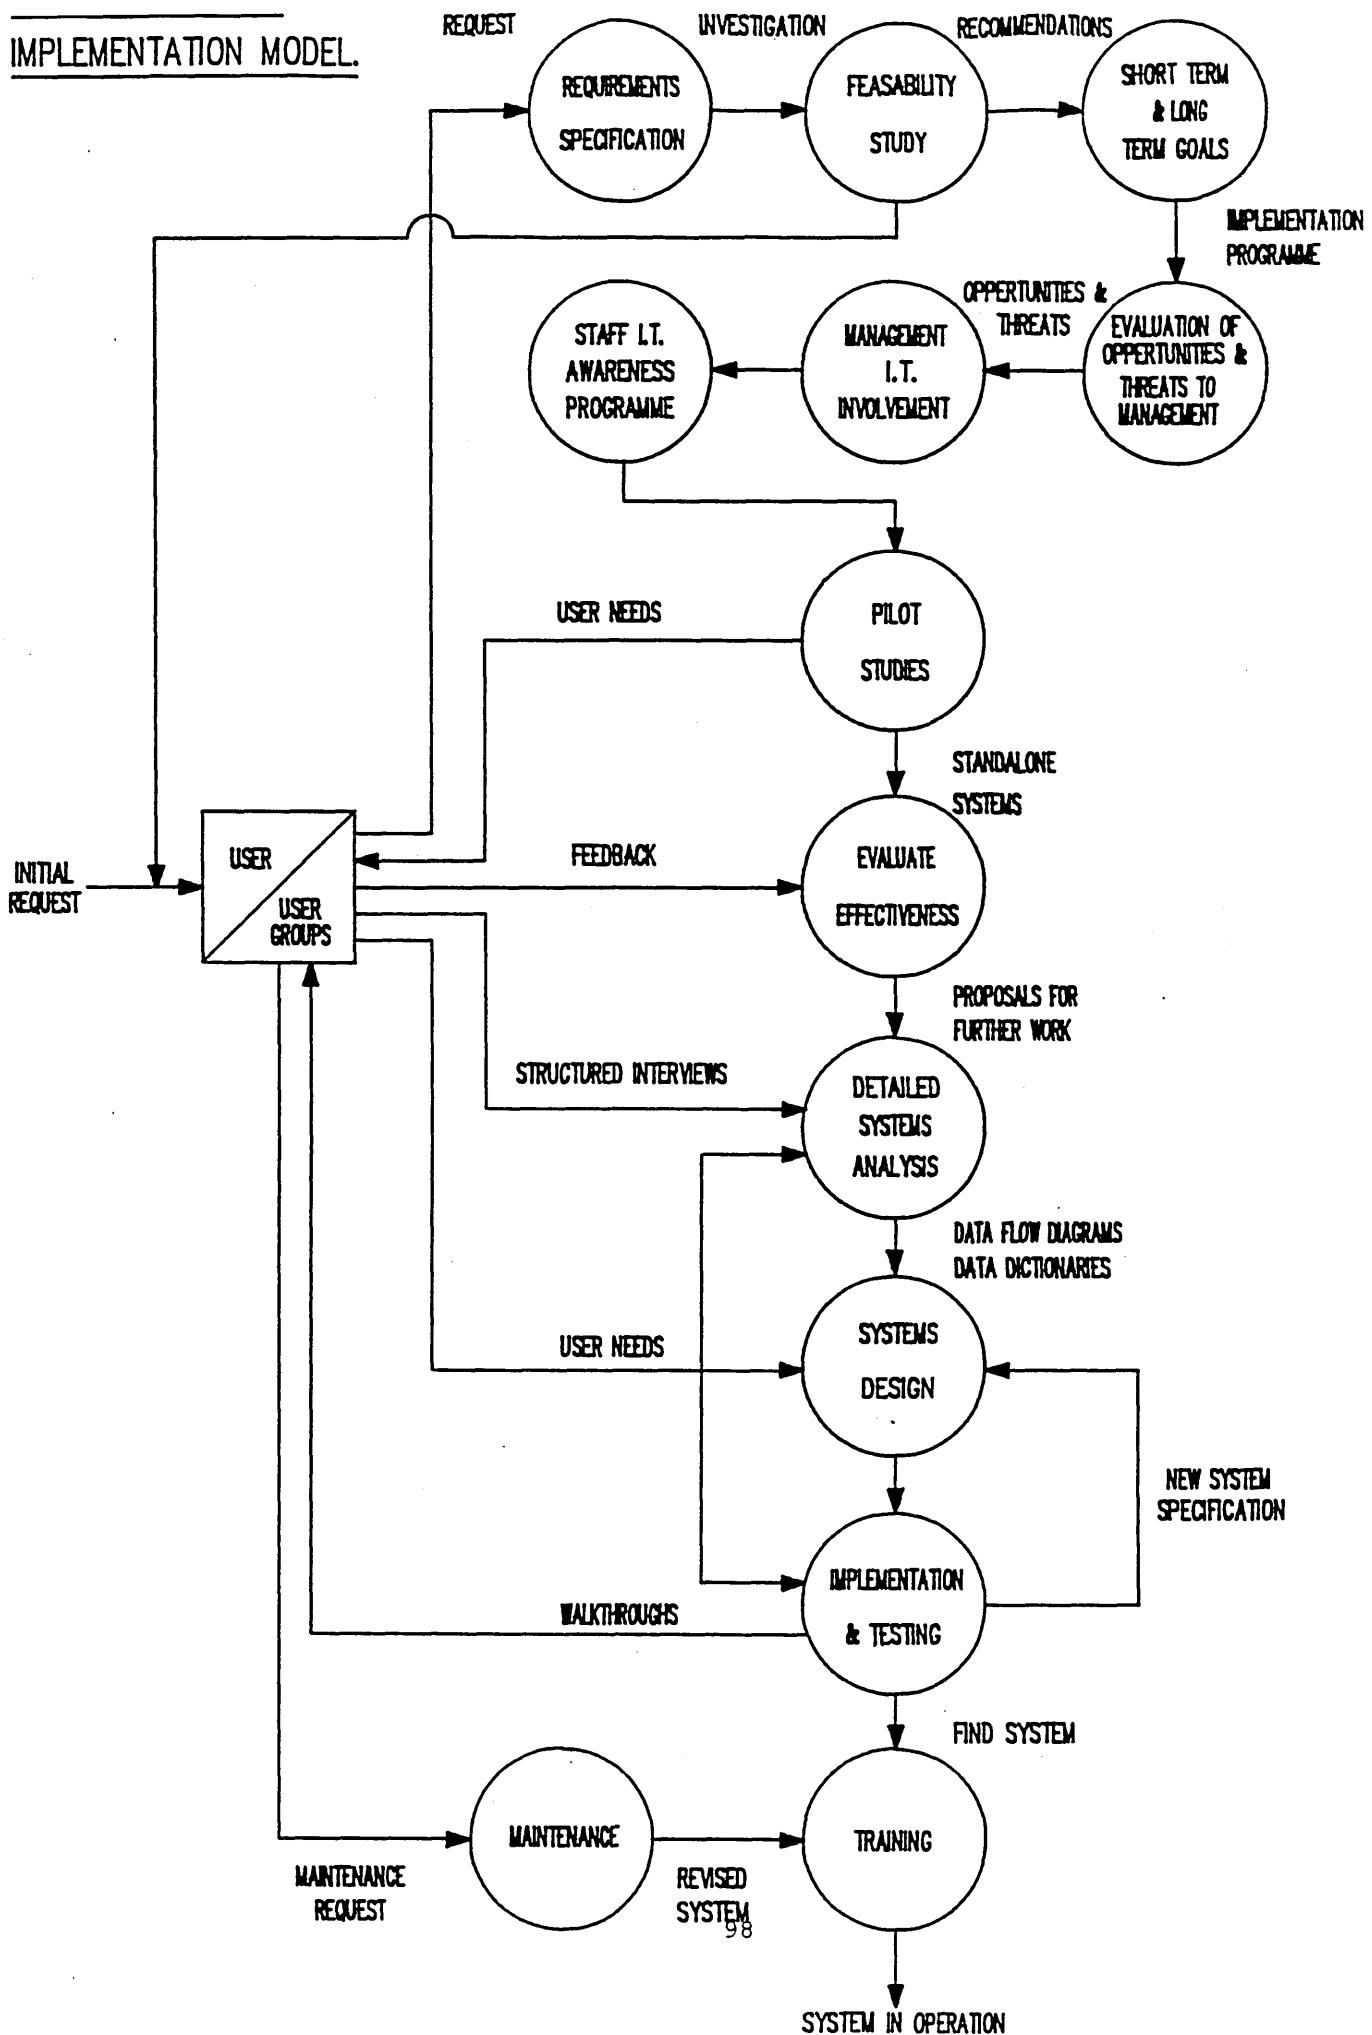 IMPLEMENTATION MODEL.
REQUEST
INVESTIGATION
RECOMMENDATIONS
REQUIREMENTS
SPECIFICATION
FEASABILITY
STUDY
SHORT TERM
& LONG
TERM GOALS
IMPLEMENTATION
PROGRAMME
STAFF I.T.
AWARENESS
PROGRAMME
MANAGEMENT
I.T.
INVOLVEMENT
OPPERTUNITIES &
THREATS
EVALUATION OF
OPPERTUNITIES &
THREATS TO
MANAGEMENT
USER NEEDS
PILOT
STUDIES
STANDALONE
SYSTEMS
INITIAL
REQUEST
USER
USER
GROUPS
FEEDBACK
EVALUATE
EFFECTIVENESS
PROPOSALS FOR
FURTHER WORK
STRUCTURED INTERVIEWS
DETAILED
SYSTEMS
ANALYSIS
DATA FLOW DIAGRAMS
DATA DICTIONARIES
USER NEEDS
SYSTEMS
DESIGN
NEW SYSTEM
SPECIFICATION
WALKTHROUGHS
IMPLEMENTATION
& TESTING
FIND SYSTEM
MAINTENANCE
REQUEST
MAINTENANCE
REVISED
SYSTEM
TRAINING
98
SYSTEM IN OPERATION